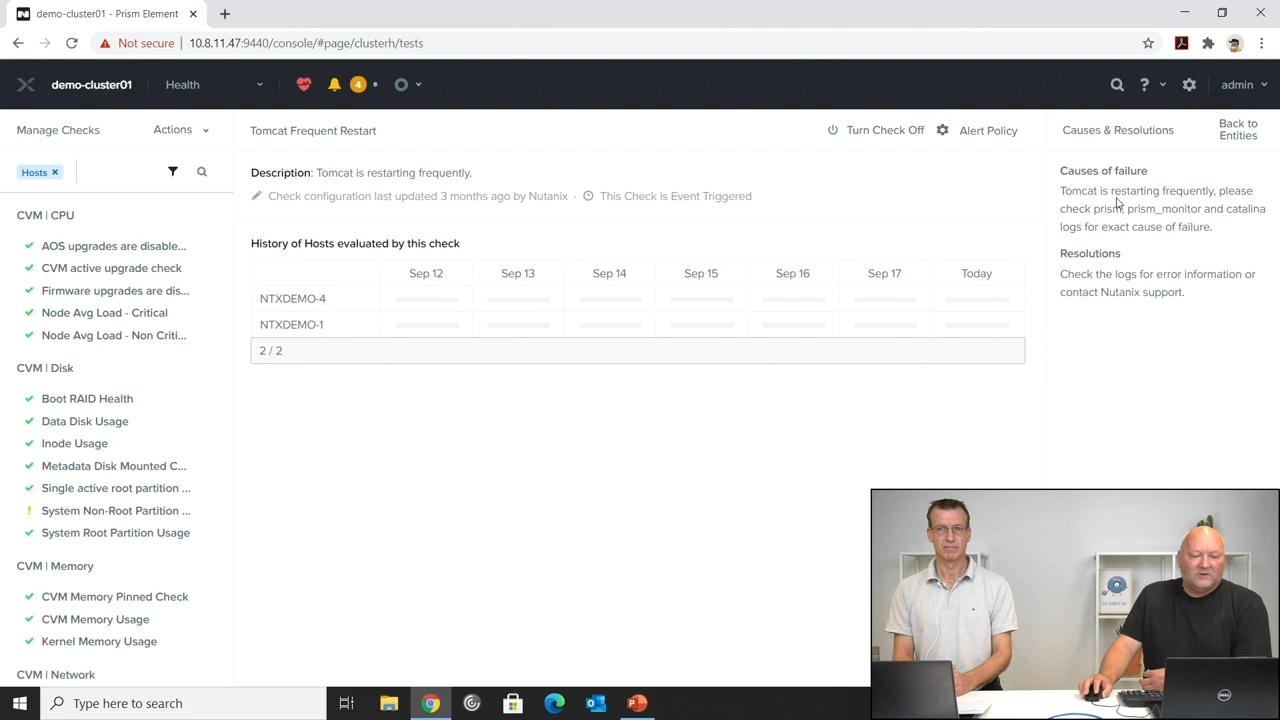 demo-cluster01 - Prism Element
Not secure
10.8.11.47:9440/console/#page/clusterh/tests
demo-cluster01
Health
4
?
admin
Manage Checks
Actions
Tomcat Frequent Restart
Turn Check Off
Alert Policy
Causes & Resolutions
Back to
Entities
Hosts
Description: Tomcat is restarting frequently.
Check configuration last updated 3 months ago by Nutanix · This Check is Event Triggered
Causes of failure
Tomcat is restarting frequently, please
check prism, prism_monitor and catalina
logs for exact cause of failure.
Resolutions
Check the logs for error information or
contact Nutanix support.
CVM | CPU
AOS upgrades are disable...
CVM active upgrade check
Firmware upgrades are dis...
Node Avg Load - Critical
Node Avg Load - Non Criti...
CVM | Disk
Boot RAID Health
Data Disk Usage
Inode Usage
Metadata Disk Mounted C...
Single active root partition ...
System Non-Root Partition ...
System Root Partition Usage
CVM | Memory
CVM Memory Pinned Check
CVM Memory Usage
Kernel Memory Usage
CVM | Network
History of Hosts evaluated by this check
Sep 12 Sep 13 Sep 14 Sep 15 Sep 16 Sep 17 Today
NTXDEMO-4
NTXDEMO-1
2 / 2
Type here to search
DELL